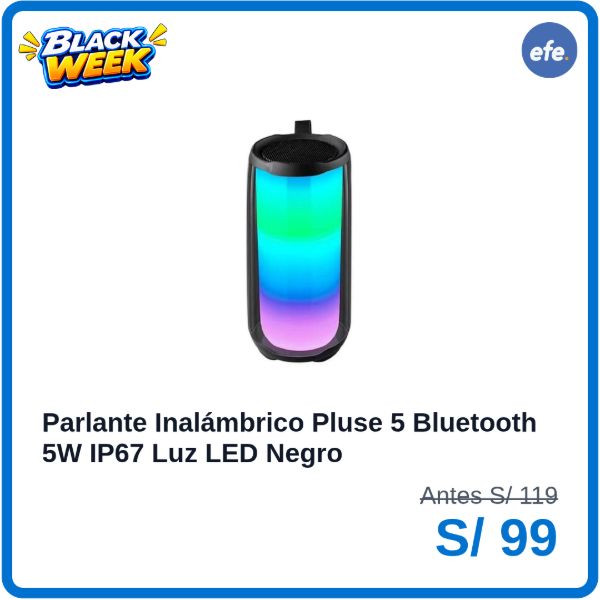 BLACK
WEEK
efe.
Parlante Inalámbrico Pluse 5 Bluetooth
5W IP67 Luz LED Negro
Antes S/ 119
S/ 99